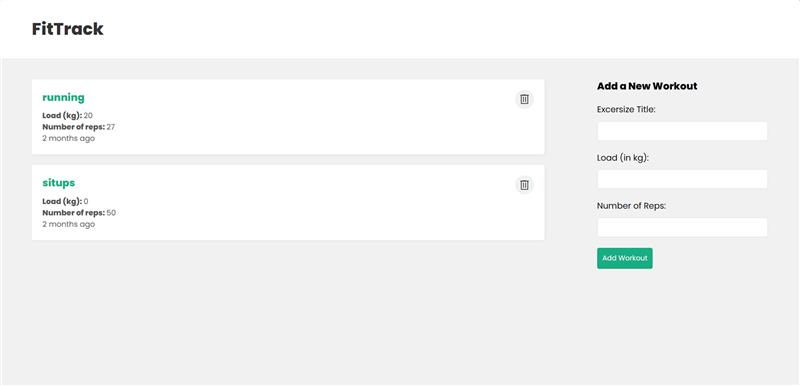 FitTrack
running
Load (kg): 20
Number of reps: 27
2 months ago
situps
Load (kg): 0
Number of reps: 50
2 months ago
Add a New Workout
Excersize Title:
Load (in kg):
Number of Reps:
Add Workout